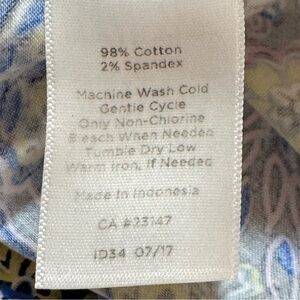 98% Cotton
2% Spandex
Machine Wash Cold
Gentle Cycle
Only Non-Chlorine
Bleach When Needed
Tumble Dry Low
Warm Iron, If Needed
Made in Indonesia
CA #23147
ID34 07/17